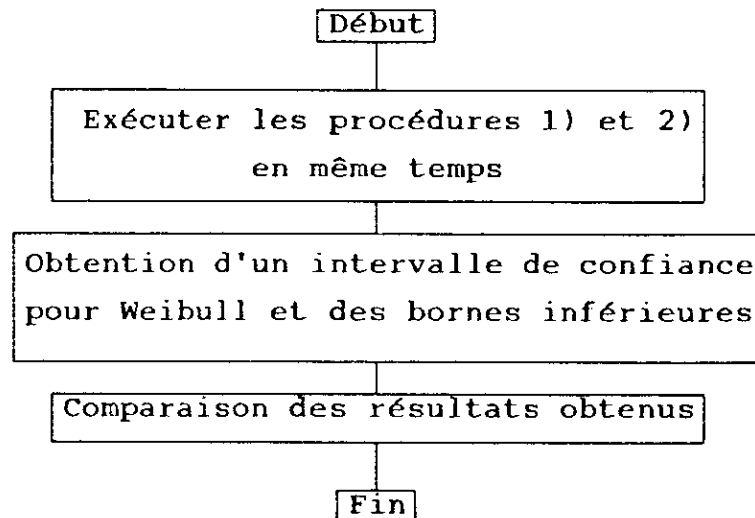 Début
Exécuter les procédures 1) et 2)
en même temps
Obtention d'un intervalle de confiance
pour Weibull et des bornes inférieures
Comparaison des résultats obtenus
Fin